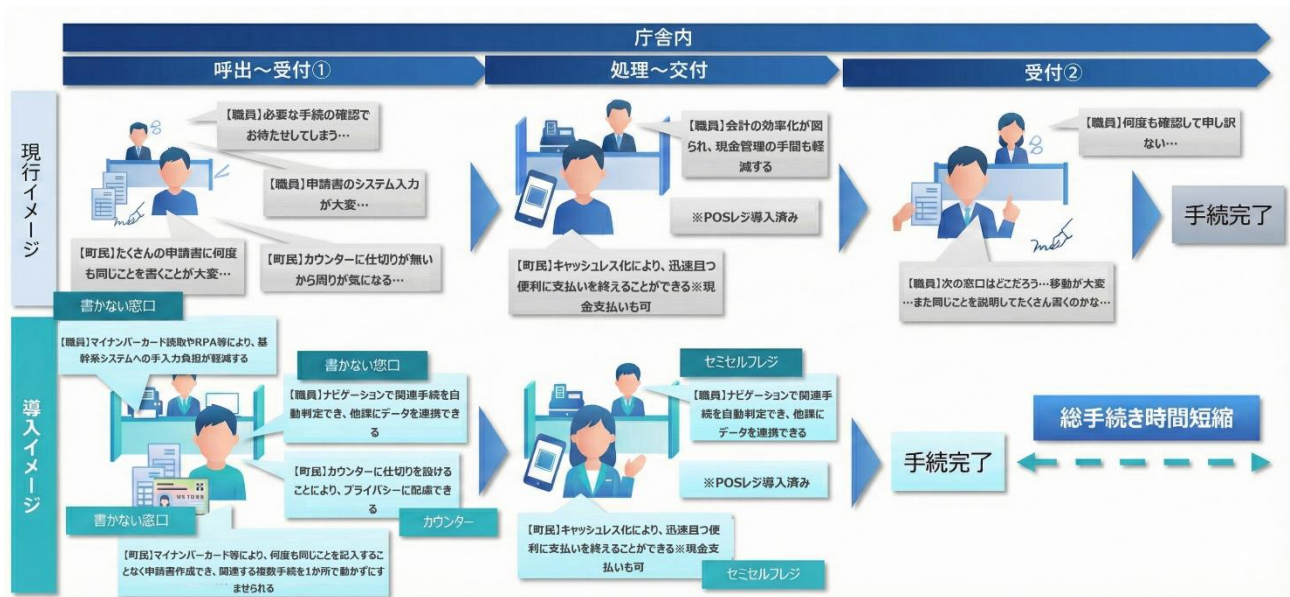 庁舎内
呼出～受付①
処理～交付
受付②
現行イメージ
【職員】必要な手続の確認で
お待たせしてしまう…
【職員】申請書のシステム入力
が大変…
【町民】たくさんの申請書に何度
も同じことを書くことが大変…
【町民】カウンターに仕切りが無い
から周りが気になる…
【職員】会計の効率化が図
られ、現金管理の手間も軽
減する
※POSレジ導入済み
【町民】キャッシュレス化により、迅速且つ
便利に支払いを終えることができる※現
金支払いも可
【職員】何度も確認して申し訳
ない…
【職員】次の窓口はどこだろう…移動が大変
…また同じことを説明してたくさん書くのかな…
手続完了
導入イメージ
書かない窓口
【職員】マイナンバーカード読取やRPA等により、基
幹系システムへの手入力負担が軽減する
書かない窓口
【職員】ナビゲーションで関連手続を自
動判定でき、他課にデータを連携でき
る
【町民】カウンターに仕切りを設ける
ことにより、プライバシーに配慮でき
る
カウンター
書かない窓口
【町民】マイナンバーカード等により、何度も同じことを記入するこ
となく申請書作成でき、関連する複数手続を1か所で動かずにす
ませられる
セミセルフレジ
【職員】ナビゲーションで関連手
続を自動判定でき、他課に
データを連携できる
※POSレジ導入済み
【町民】キャッシュレス化により、迅速且つ便
利に支払いを終えることができる※現金支
払いも可
セミセルフレジ
手続完了
総手続き時間短縮